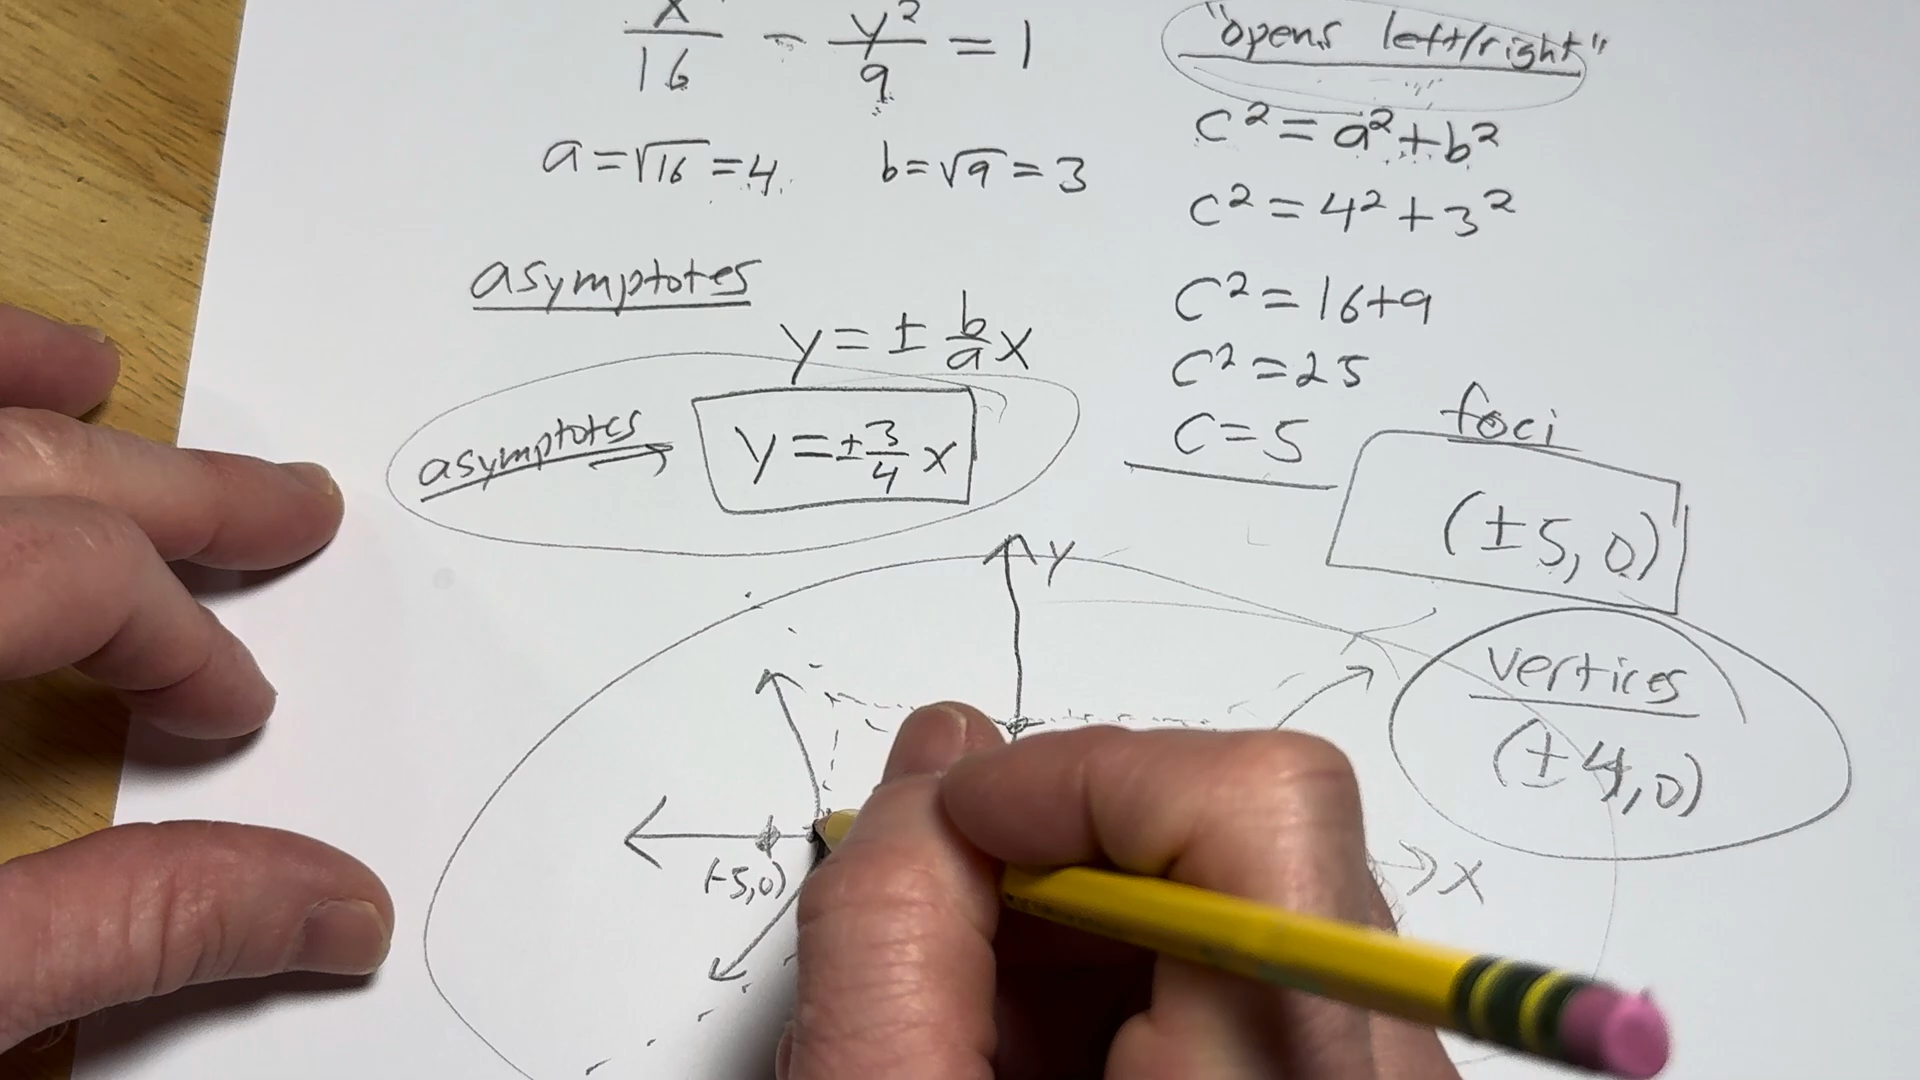 x/16 - y²/9 = 1
a = √16 = 4 b = √9 = 3
asymptotes
y = ± b/a x
asymptotes → y = ± 3/4 x
"opens left/right"
c² = a² + b²
c² = 4² + 3²
c² = 16 + 9
c² = 25
c = 5
foci
(±5, 0)
vertices
(±4, 0)
y
(-5, 0)
x